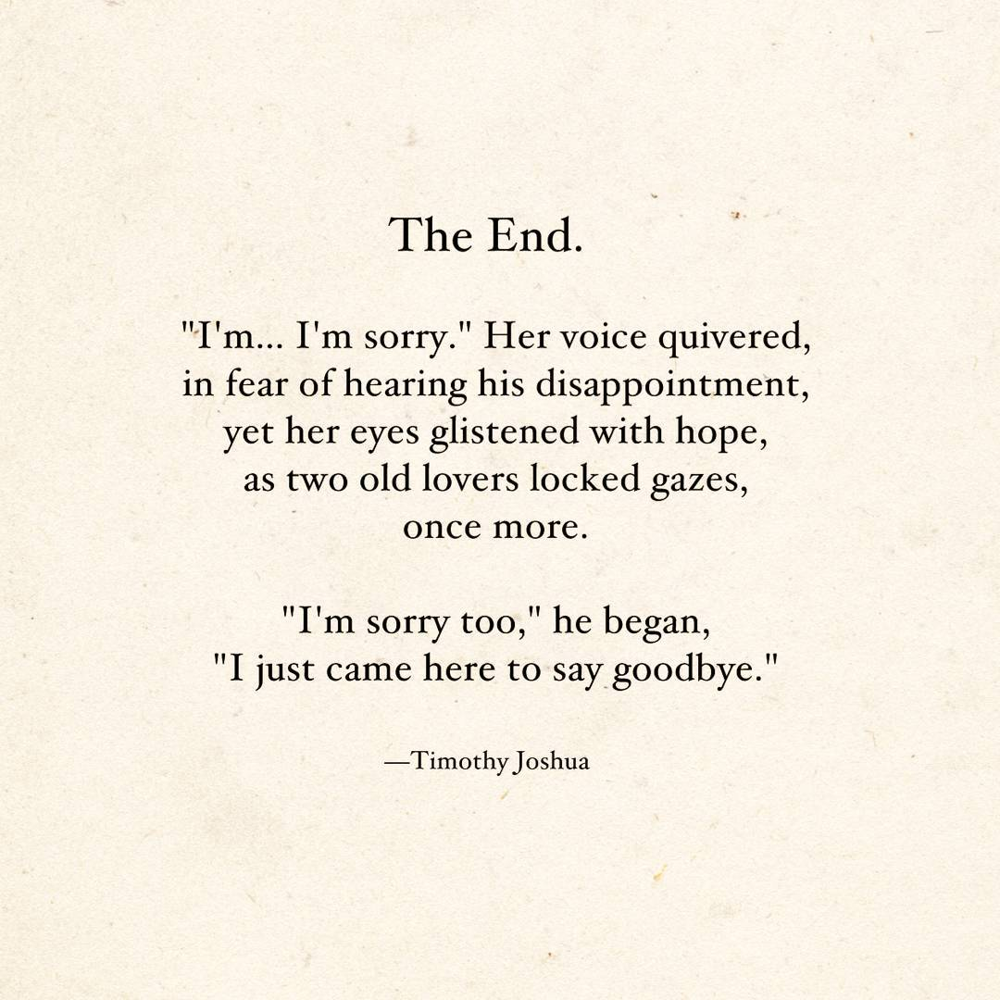 The End.
"I'm... I'm sorry." Her voice quivered,
in fear of hearing his disappointment,
yet her eyes glistened with hope,
as two old lovers locked gazes,
once more.
"I'm sorry too," he began,
"I just came here to say goodbye."
—Timothy Joshua